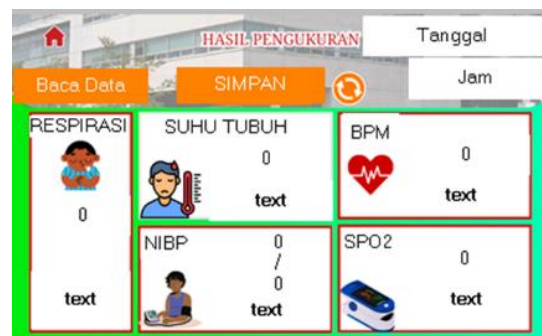 HASIL PENGUKURAN
Tanggal
Baca Data
SIMPAN
Jam
RESPIRASI
0
text
SUHU TUBUH
0
text
BPM
0
text
NIBP
0
/
0
text
SPO2
0
text